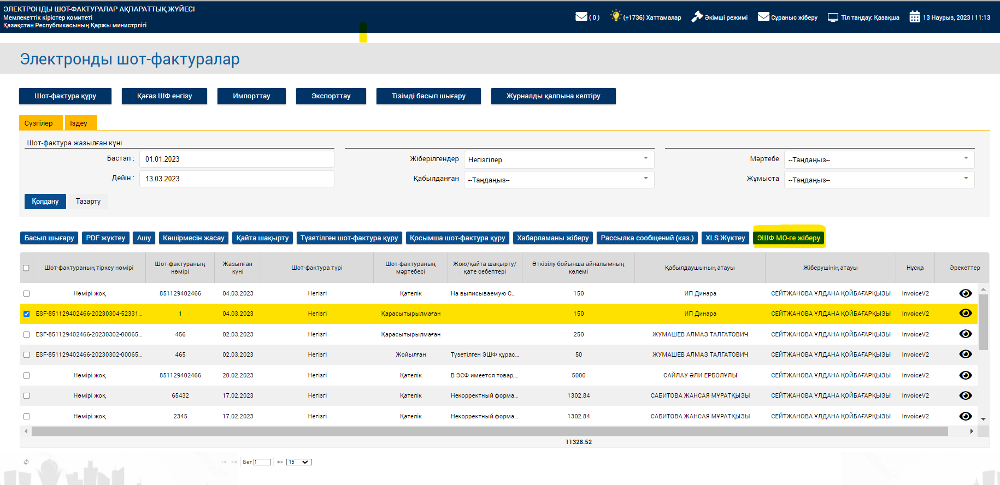 ЭЛЕКТРОНДЫ ШОТ-ФАКТУРАЛАР АҚПАРАТТЫҚ ЖҮЙЕСІ
Мемлекеттік кірістер комитеті
Қазақстан Республикасының Қаржы министрлігі
( 0 ) (+1736) Хаттамалар Әкімші режимі Сұраныс жіберу Тіл таңдау: Қазақша 13 Наурыз, 2023 | 11:13
Электронды шот-фактуралар
Шот-фактура құру Қағаз ШФ енгізу Импорттау Экспорттау Тізімді басып шығару Журналды қалпына келтіру
Сүзгілер Іздеу
Шот-фактура жазылған күні
Бастап : 01.01.2023 Жіберілгендер Негізгілер Мәртебе --Таңдаңыз--
Дейін : 13.03.2023 Қабылданған --Таңдаңыз-- Жұмыста --Таңдаңыз--
Қолдану Тазарту
Басып шығару PDF жүктеу Ашу Көшірмесін жасау Қайта шақырту Түзетілген шот-фактура құру Қосымша шот-фактура құру Хабарламаны жіберу Рассылка сообщений (каз.) XLS Жүктеу ЭШФ МО-ге жіберу
Шот-фактураның тіркеу нөмірі Шот-фактураның нөмірі Жазылған күні Шот-фактура түрі Шот-фактураның мәртебесі Жою/қайта шақырту/қате себептері Өткізілу бойынша айналымның көлемі Қабылдаушының атауы Жіберушінің атауы Нұсқа Әрекеттер
Нөмірі жоқ 851129402466 04.03.2023 Негізгі Қателік На выписываемую С... 150 ИП Динара СЕЙТЖАНОВА ҰЛДАНА ҚОЙБАҒАРҚЫЗЫ InvoiceV2
ESF-851129402466-20230304-52331... 1 04.03.2023 Негізгі Қарасытырылмаған 150 ИП Динара СЕЙТЖАНОВА ҰЛДАНА ҚОЙБАҒАРҚЫЗЫ InvoiceV2
ESF-851129402466-20230302-00065... 456 02.03.2023 Негізгі Қарасытырылмаған 250 ЖУМАШЕВ АЛМАЗ ТАЛГАТОВИЧ СЕЙТЖАНОВА ҰЛДАНА ҚОЙБАҒАРҚЫЗЫ InvoiceV2
ESF-851129402466-20230302-00065... 465 02.03.2023 Негізгі Жойылған Түзетілген ЭШФ құрас... 50 ЖУМАШЕВ АЛМАЗ ТАЛГАТОВИЧ СЕЙТЖАНОВА ҰЛДАНА ҚОЙБАҒАРҚЫЗЫ InvoiceV2
Нөмірі жоқ 851129402466 20.02.2023 Негізгі Қателік В ЭСФ имеется товар,... 5000 САЙЛАУ ӘЛИ ЕРБОЛҰЛЫ СЕЙТЖАНОВА ҰЛДАНА ҚОЙБАҒАРҚЫЗЫ InvoiceV2
Нөмірі жоқ 65432 17.02.2023 Негізгі Қателік Некорректный форма... 1302.84 САБИТОВА ЖАНСАЯ МҰРАТҚЫЗЫ СЕЙТЖАНОВА ҰЛДАНА ҚОЙБАҒАРҚЫЗЫ InvoiceV2
Нөмірі жоқ 2345 17.02.2023 Негізгі Қателік Некорректный форма... 1302.84 САБИТОВА ЖАНСАЯ МҰРАТҚЫЗЫ СЕЙТЖАНОВА ҰЛДАНА ҚОЙБАҒАРҚЫЗЫ InvoiceV2
11328.52
Бет 1 15